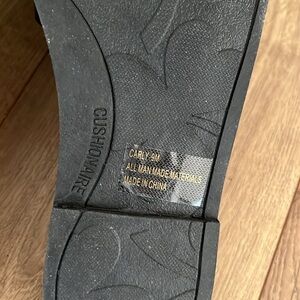 CUSHIONAIRE
CARLY 9M
ALL MAN MADE MATERIALS
MADE IN CHINA